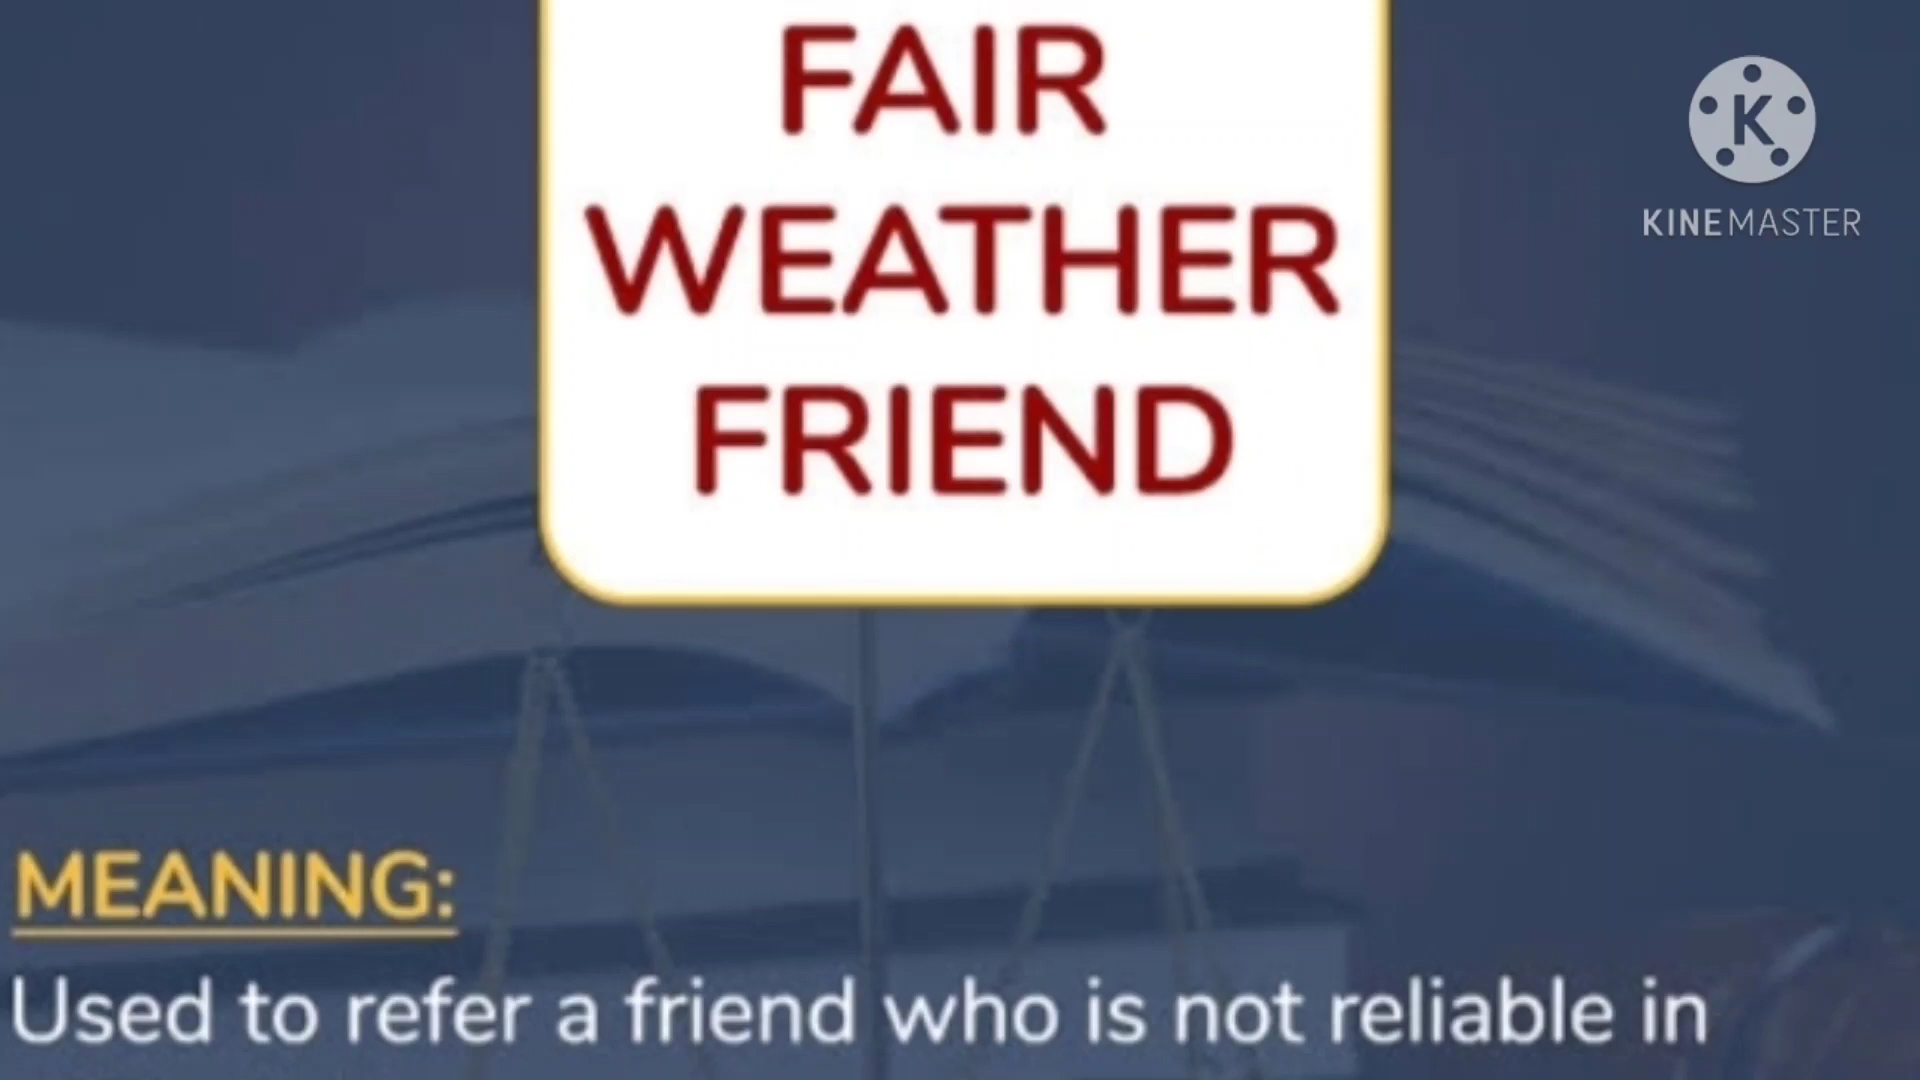 FAIR
WEATHER
FRIEND
K
KINEMASTER
MEANING:
Used to refer a friend who is not reliable in